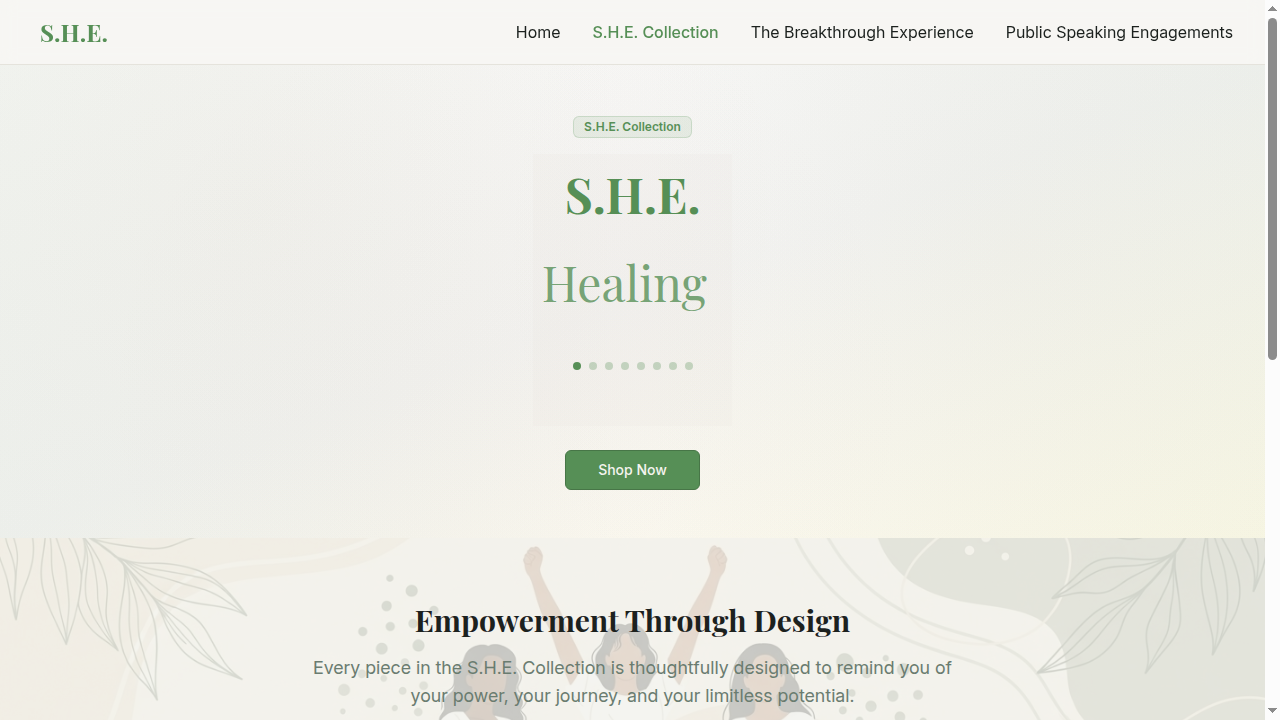 S.H.E.
Home
S.H.E. Collection
The Breakthrough Experience
Public Speaking Engagements
S.H.E. Collection
S.H.E.
Healing
Shop Now
Empowerment Through Design
Every piece in the S.H.E. Collection is thoughtfully designed to remind you of
your power, your journey, and your limitless potential.